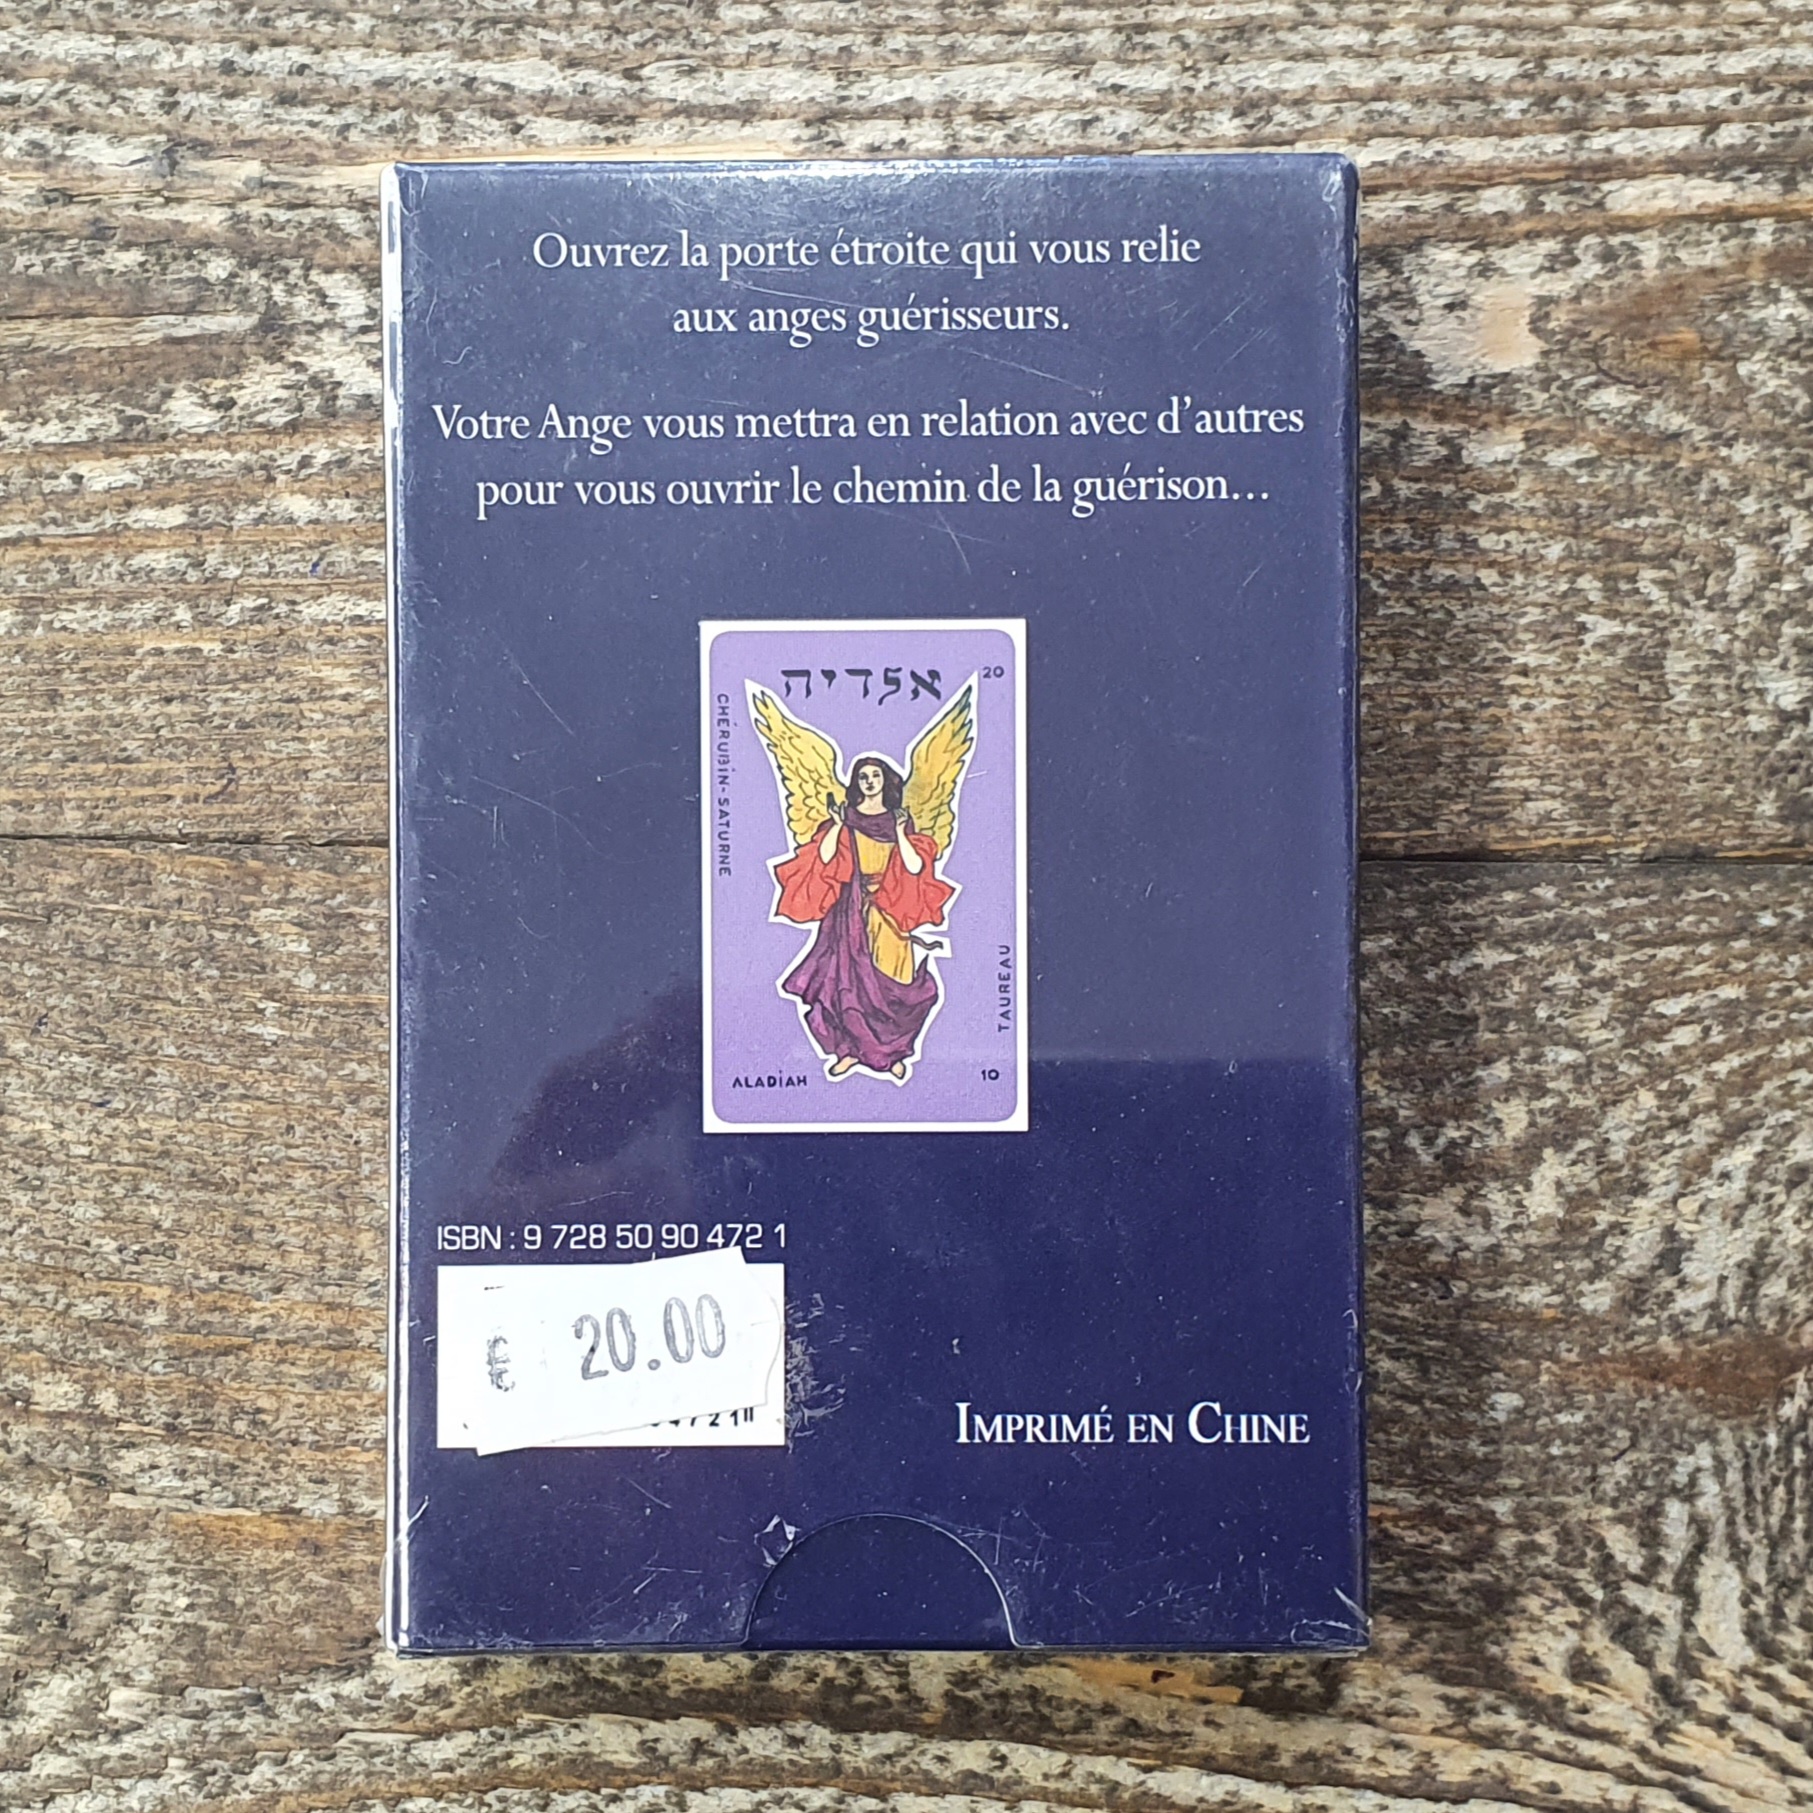 Ouvrez la porte étroite qui vous relie
aux anges guérisseurs.
Votre Ange vous mettra en relation avec d’autres
pour vous ouvrir le chemin de la guérison…
אלדיה
20
CHÉRUBIN-SATURNE
TAUREAU
ALADIAH
10
ISBN : 9 728 50 90 472 1
€ 20.00
IMPRIMÉ EN CHINE